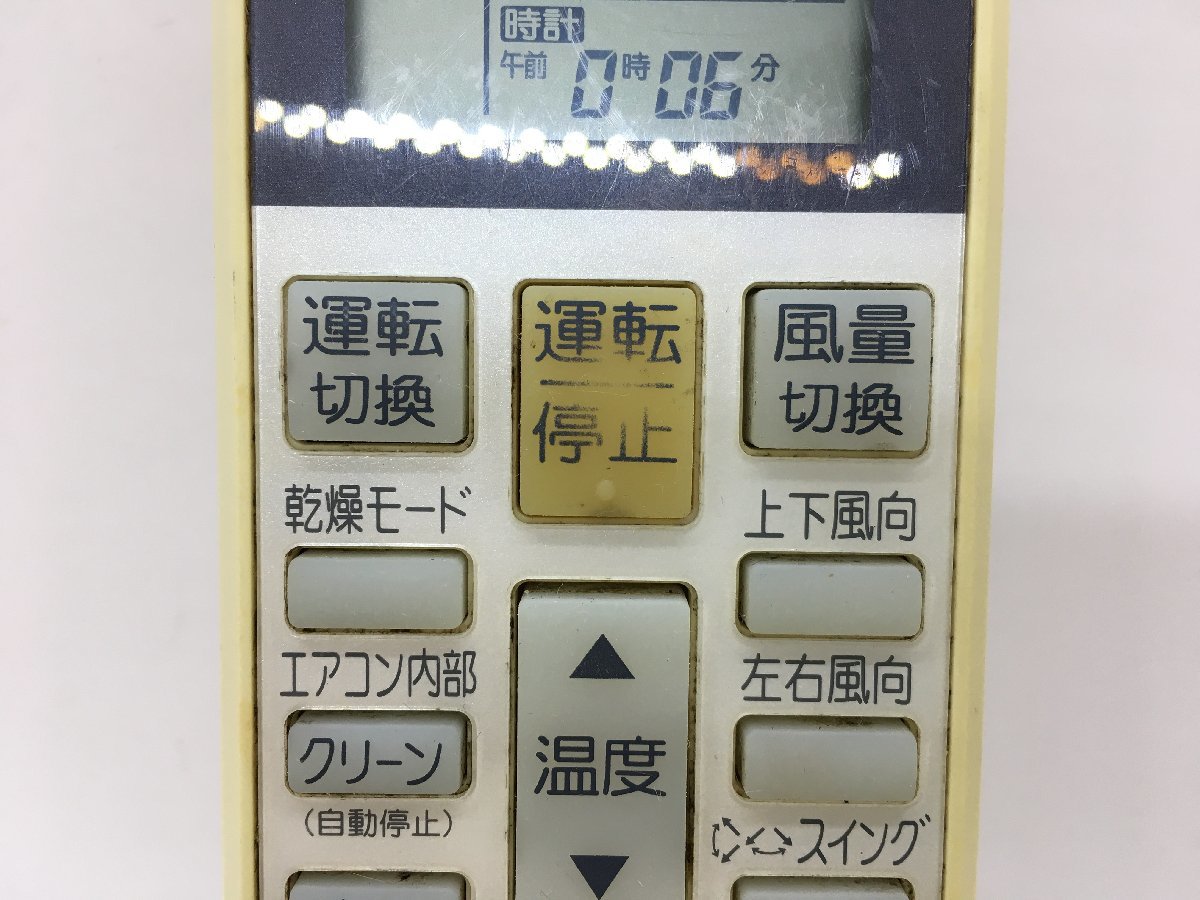 時計
午前 0時06分
運転
切換
運転
停止
風量
切換
乾燥モード
上下風向
エアコン内部
クリーン
(自動停止)
▲
温度
▼
左右風向
スイング